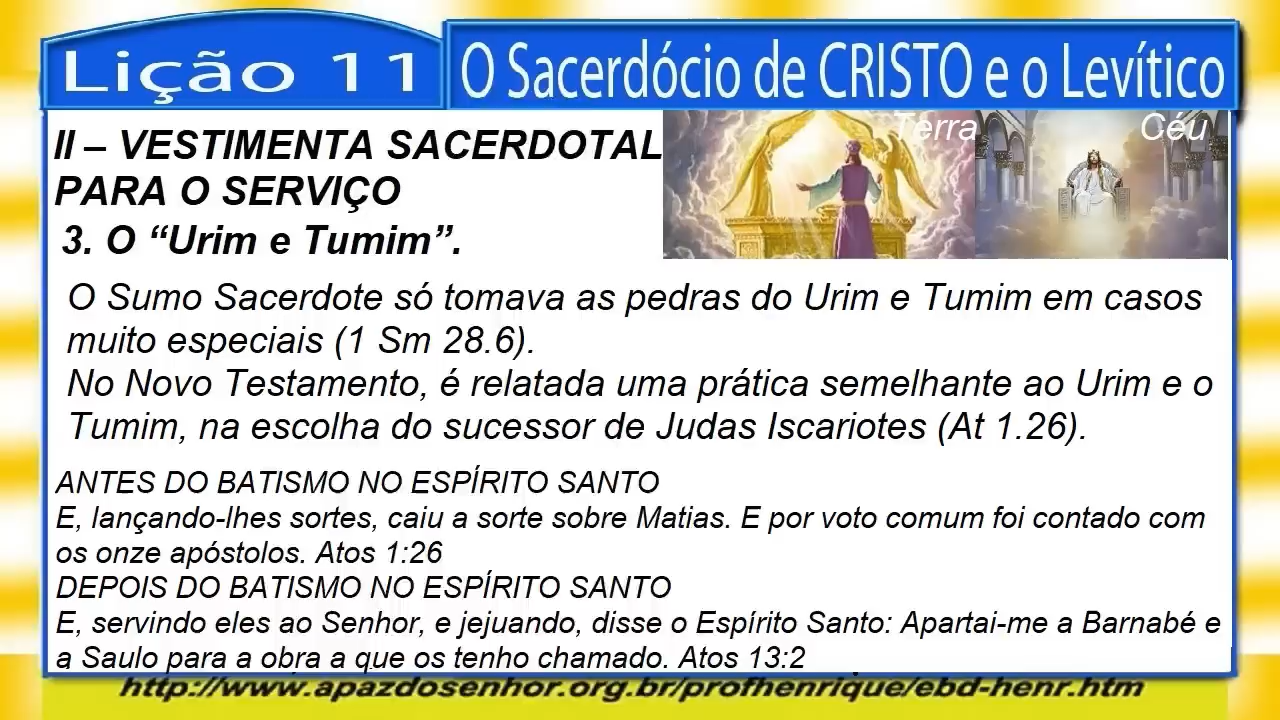 Lição 11
O Sacerdócio de CRISTO e o Levítico
Terra
Céu
II – VESTIMENTA SACERDOTAL
PARA O SERVIÇO
3. O “Urim e Tumim”.
O Sumo Sacerdote só tomava as pedras do Urim e Tumim em casos
muito especiais (1 Sm 28.6).
No Novo Testamento, é relatada uma prática semelhante ao Urim e o
Tumim, na escolha do sucessor de Judas Iscariotes (At 1.26).
ANTES DO BATISMO NO ESPÍRITO SANTO
E, lançando-lhes sortes, caiu a sorte sobre Matias. E por voto comum foi contado com
os onze apóstolos. Atos 1:26
DEPOIS DO BATISMO NO ESPÍRITO SANTO
E, servindo eles ao Senhor, e jejuando, disse o Espírito Santo: Apartai-me a Barnabé e
a Saulo para a obra a que os tenho chamado. Atos 13:2
http://www.apazdosenhor.org.br/profhenrique/ebd-henr.htm